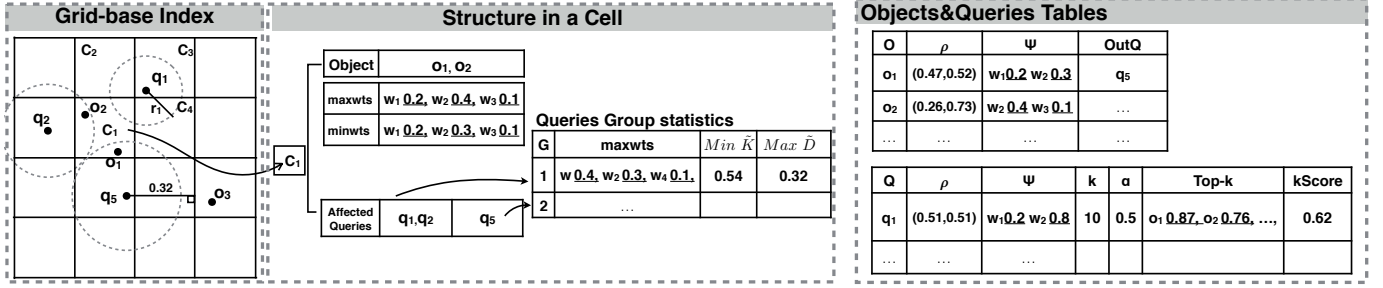 Grid-base Index
C2
C3
q1
r1
C4
o2
q2
C1
o1
0.32
q5
o3
Structure in a Cell
C1
Object o1, o2
maxwts w1 0.2, w2 0.4, w3 0.1
minwts w1 0.2, w2 0.3, w3 0.1
Affected Queries q1,q2 q5
Queries Group statistics
G maxwts Min K̃ Max D̃
1 w 0.4, w2 0.3, w4 0.1, 0.54 0.32
2 ...
Objects&Queries Tables
O ρ Ψ OutQ
o1 (0.47,0.52) w1 0.2 w2 0.3 q5
o2 (0.26,0.73) w2 0.4 w3 0.1 ...
... ... ...
Q ρ Ψ k α Top-k kScore
q1 (0.51,0.51) w1 0.2 w2 0.8 10 0.5 o1 0.87, o2 0.76, ..., 0.62
... ...